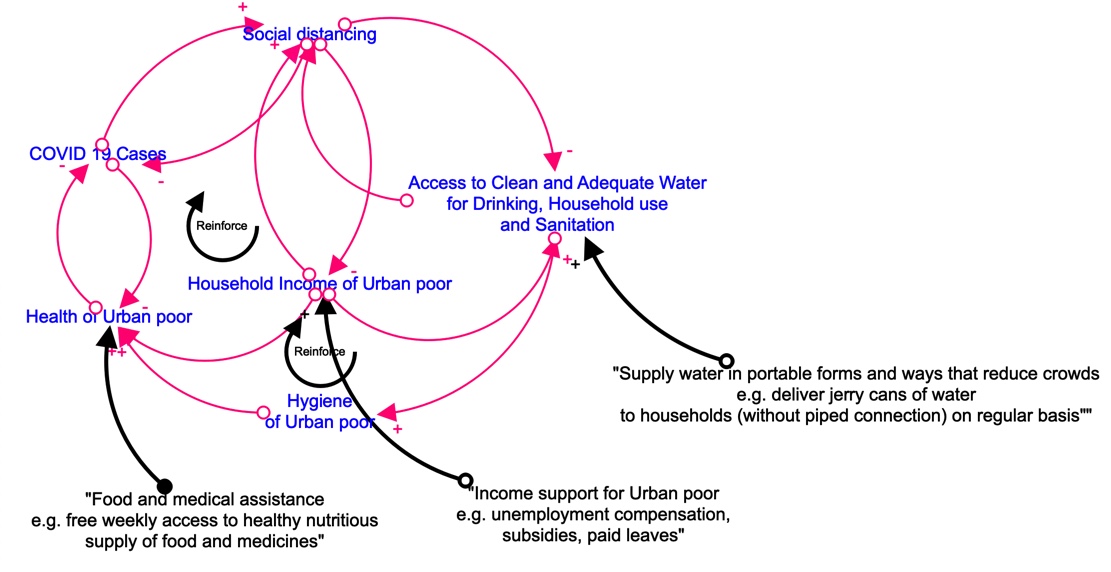 +
Social distancing
+
-
COVID 19 Cases
-
-
Access to Clean and Adequate Water
for Drinking, Household use
and Sanitation
Reinforce
++
-
Household Income of Urban poor
-
Health of Urban poor
+
++
Reinforce
Hygiene
of Urban poor
+
"Supply water in portable forms and ways that reduce crowds
e.g. deliver jerry cans of water
to households (without piped connection) on regular basis""
"Food and medical assistance
e.g. free weekly access to healthy nutritious
supply of food and medicines"
"Income support for Urban poor
e.g. unemployment compensation,
subsidies, paid leaves"